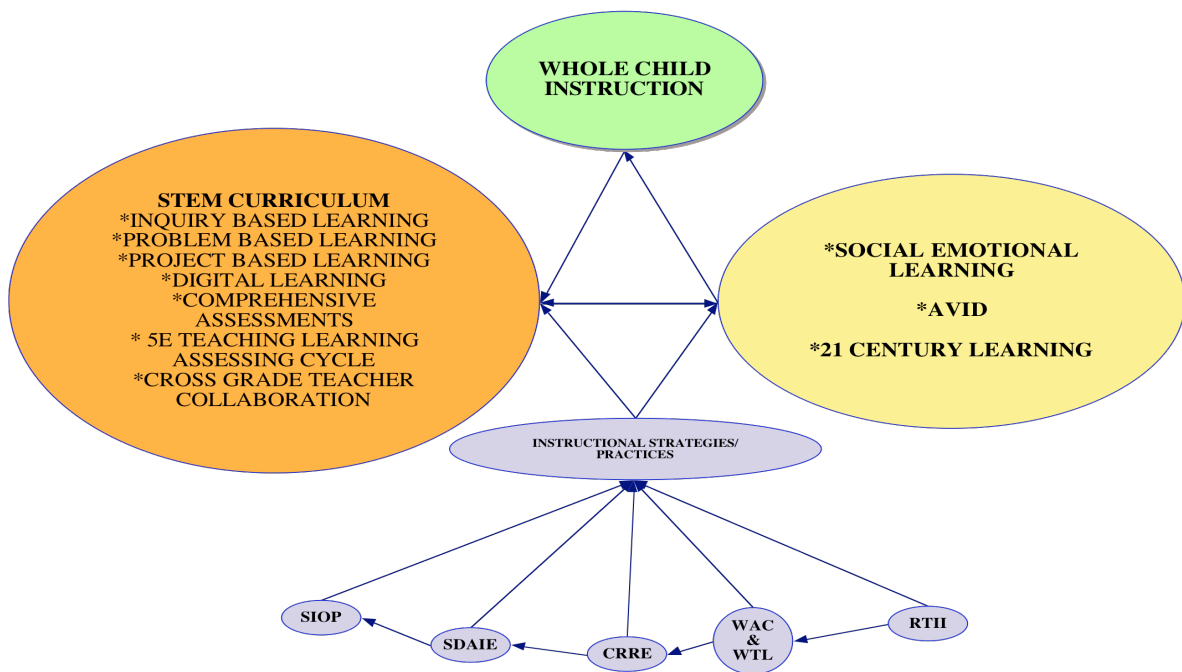 WHOLE CHILD
INSTRUCTION
STEM CURRICULUM
*INQUIRY BASED LEARNING
*PROBLEM BASED LEARNING
*PROJECT BASED LEARNING
*DIGITAL LEARNING
*COMPREHENSIVE
ASSESSMENTS
* 5E TEACHING LEARNING
ASSESSING CYCLE
*CROSS GRADE TEACHER
COLLABORATION
*SOCIAL EMOTIONAL
LEARNING
*AVID
*21 CENTURY LEARNING
INSTRUCTIONAL STRATEGIES/
PRACTICES
SIOP
SDAIE
CRRE
WAC
&
WTL
RTII